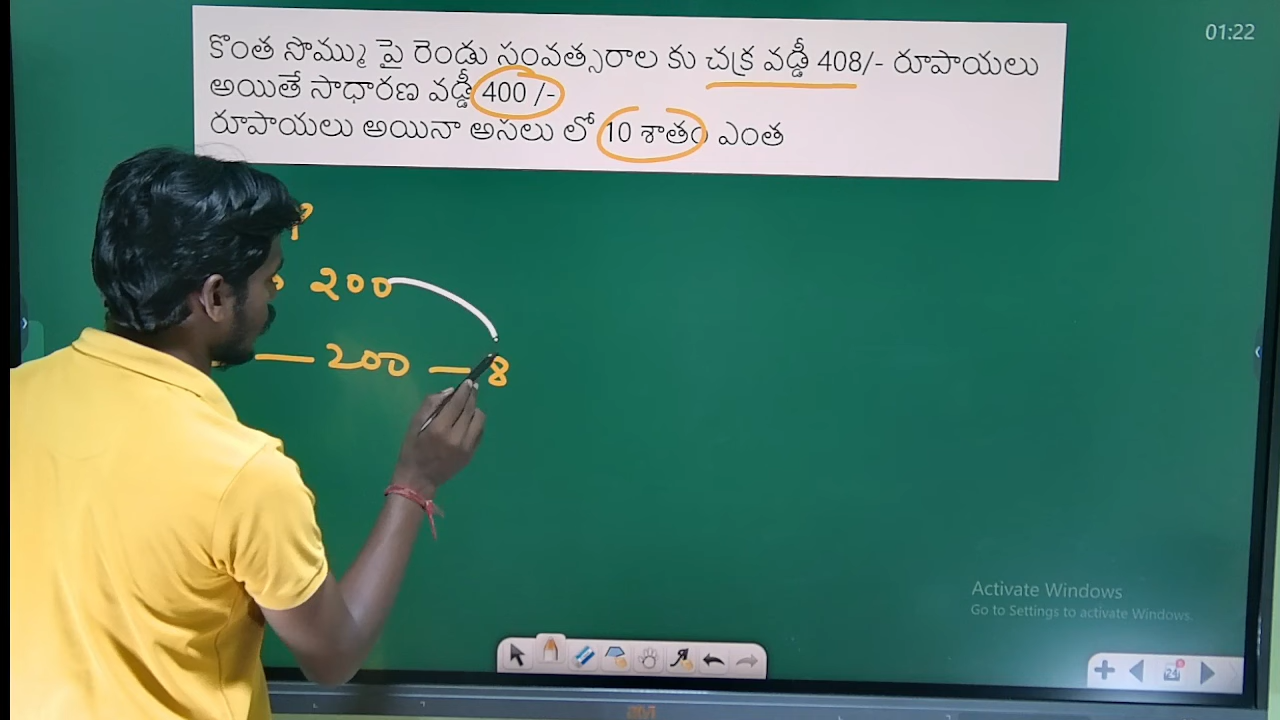 01:22
కొంత సొమ్ము పై రెండు సంవత్సరాల కు చక్ర వడ్డీ 408/- రూపాయలు
అయితే సాధారణ వడ్డీ 400 /-
రూపాయలు అయినా అసలు లో 10 శాతం ఎంత
200
— 200 — 8
Activate Windows
Go to Settings to activate Windows.